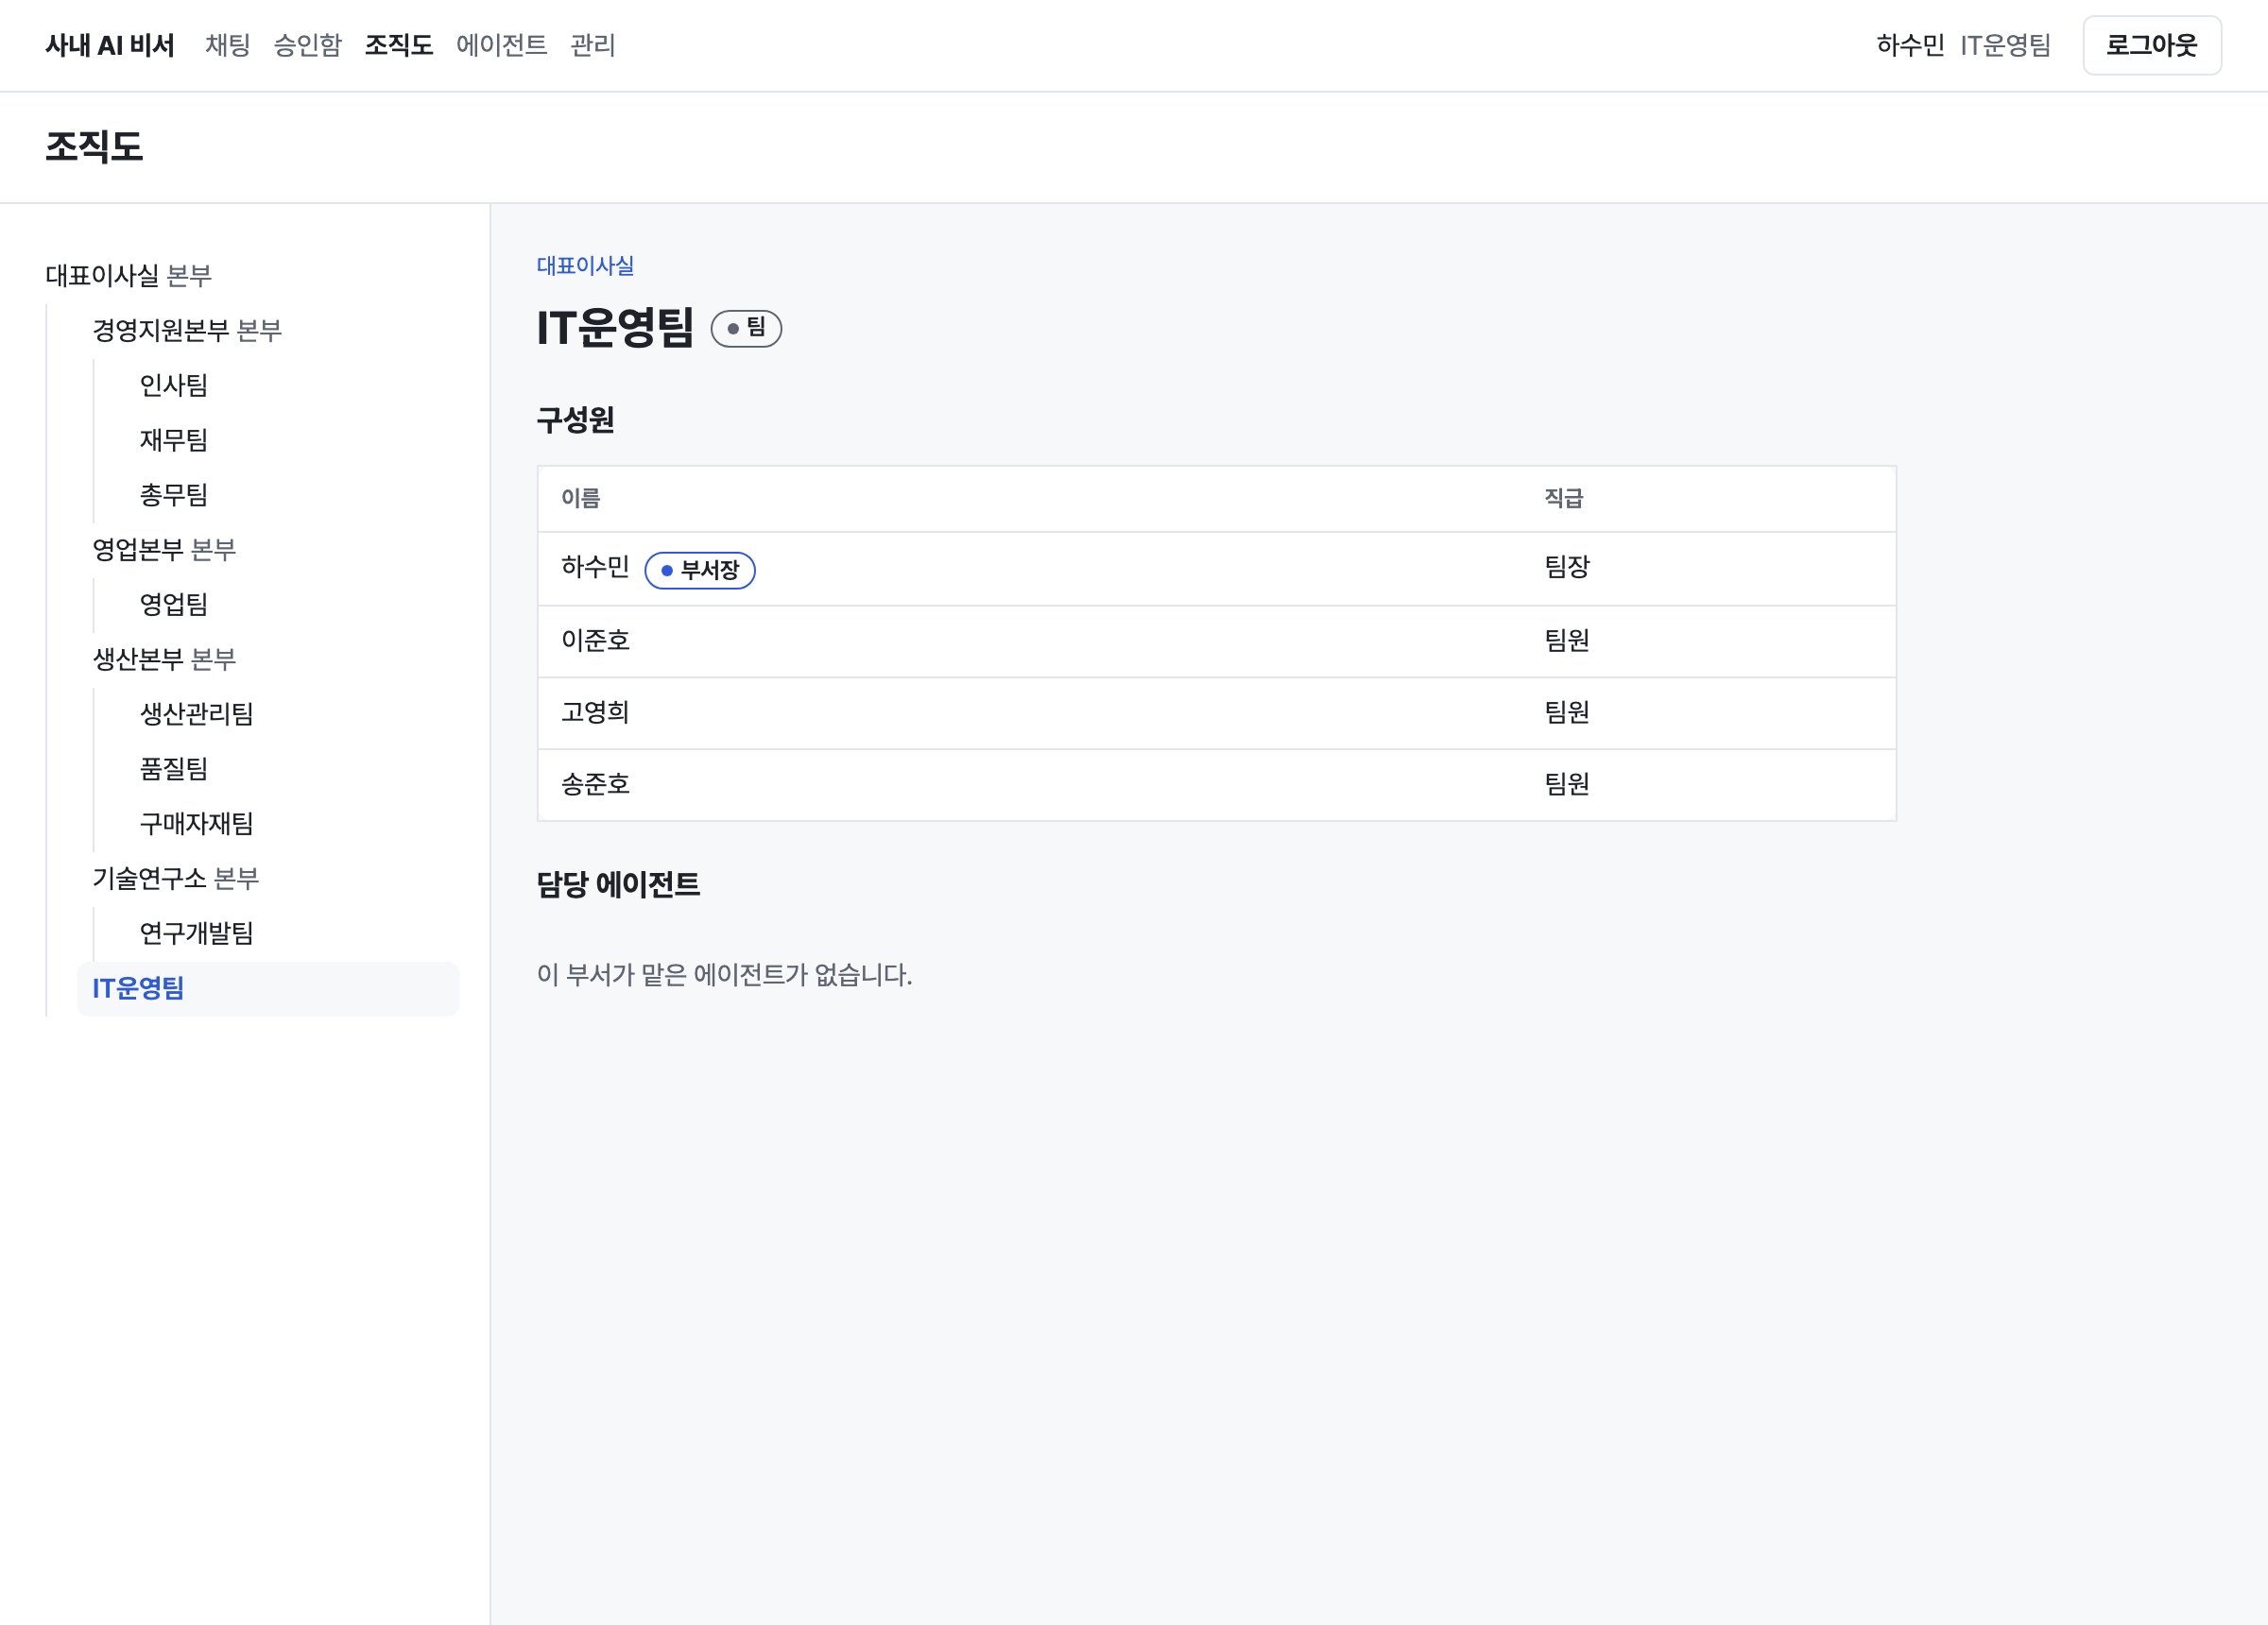 사내 AI 비서 채팅 승인함 조직도 에이전트 관리 하수민 IT운영팀 로그아웃
조직도
대표이사실 본부
경영지원본부 본부
인사팀
재무팀
총무팀
영업본부 본부
영업팀
생산본부 본부
생산관리팀
품질팀
구매자재팀
기술연구소 본부
연구개발팀
IT운영팀
대표이사실
IT운영팀 팀
구성원
이름 직급
하수민 부서장 팀장
이준호 팀원
고영희 팀원
송준호 팀원
담당 에이전트
이 부서가 맡은 에이전트가 없습니다.